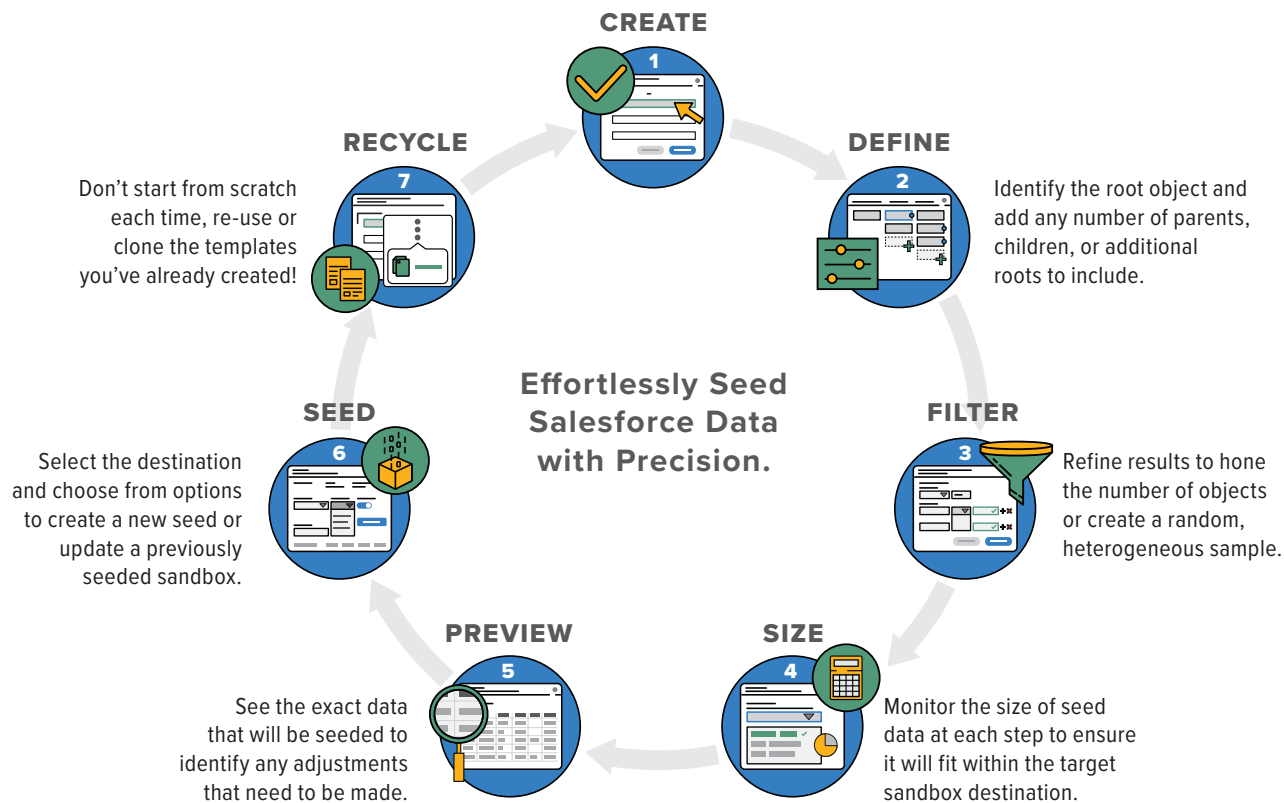 CREATE
1
DEFINE
2
Identify the root object and
add any number of parents,
children, or additional
roots to include.
FILTER
3
Refine results to hone
the number of objects
or create a random,
heterogeneous sample.
SIZE
4
Monitor the size of seed
data at each step to ensure
it will fit within the target
sandbox destination.
PREVIEW
5
See the exact data
that will be seeded to
identify any adjustments
that need to be made.
SEED
6
Select the destination
and choose from options
to create a new seed or
update a previously
seeded sandbox.
RECYCLE
7
Don’t start from scratch
each time, re-use or
clone the templates
you’ve already created!
Effortlessly Seed
Salesforce Data
with Precision.